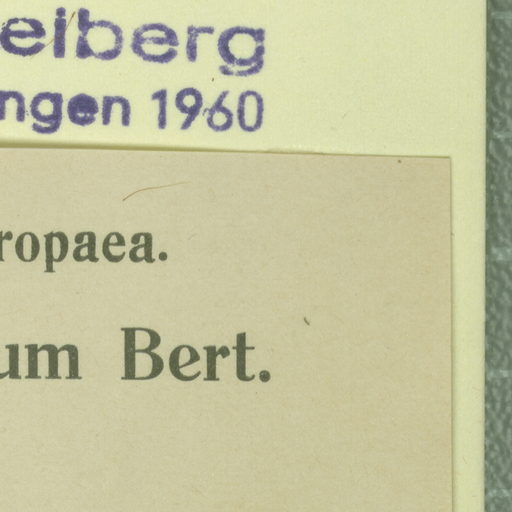 eiberg
ngen 1960
ropaea.
um Bert.